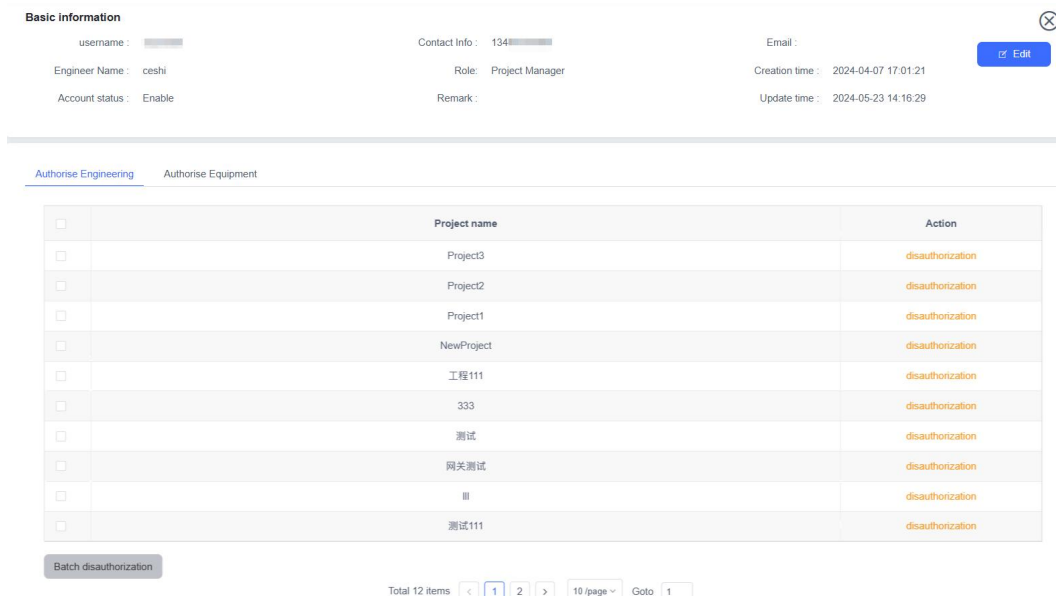 Basic information
username :
Contact Info : 134
Email :
Edit
Engineer Name : ceshi
Role: Project Manager
Creation time : 2024-04-07 17:01:21
Account status : Enable
Remark :
Update time : 2024-05-23 14:16:29
Authorise Engineering
Authorise Equipment
Project name Action
Project3 disauthorization
Project2 disauthorization
Project1 disauthorization
NewProject disauthorization
工程111 disauthorization
333 disauthorization
测试 disauthorization
网关测试 disauthorization
lll disauthorization
测试111 disauthorization
Batch disauthorization
Total 12 items < 1 2 > 10 /page Goto 1